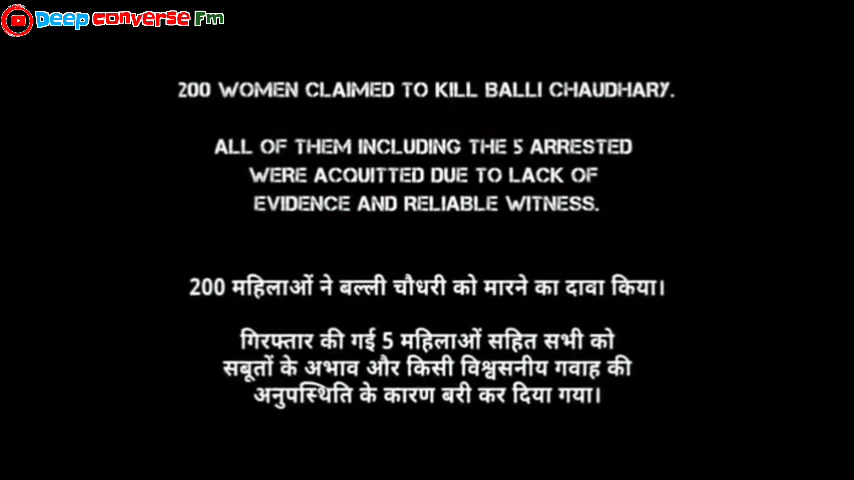 Deep converse Fm
200 WOMEN CLAIMED TO KILL BALLI CHAUDHARY.
ALL OF THEM INCLUDING THE 5 ARRESTED
WERE ACQUITTED DUE TO LACK OF
EVIDENCE AND RELIABLE WITNESS.
200 महिलाओं ने बल्ली चौधरी को मारने का दावा किया।
गिरफ्तार की गई 5 महिलाओं सहित सभी को
सबूतों के अभाव और किसी विश्वसनीय गवाह की
अनुपस्थिति के कारण बरी कर दिया गया।